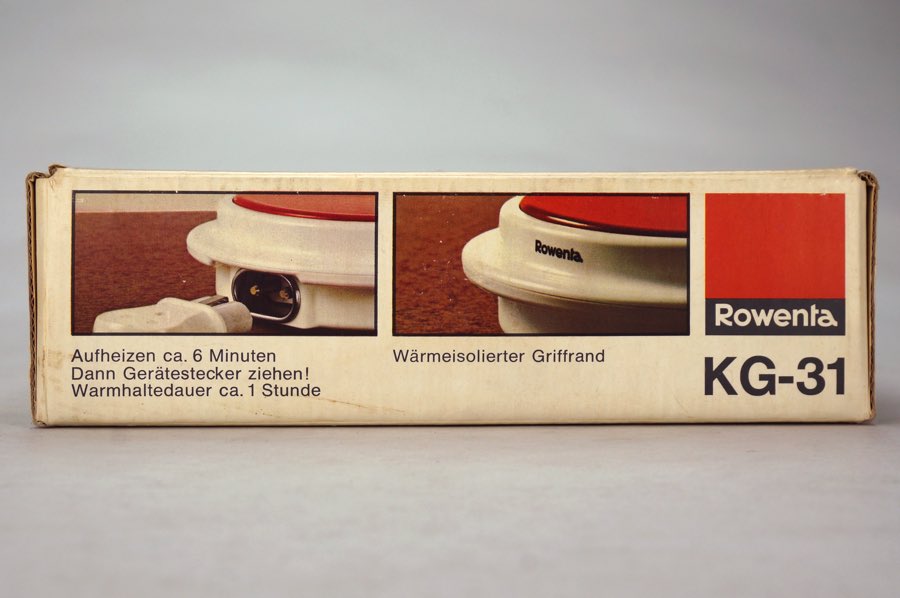 Rowenta
Aufheizen ca. 6 Minuten
Dann Gerätestecker ziehen!
Warmhaltedauer ca. 1 Stunde
Wärmeisolierter Griffrand
Rowenta
KG-31